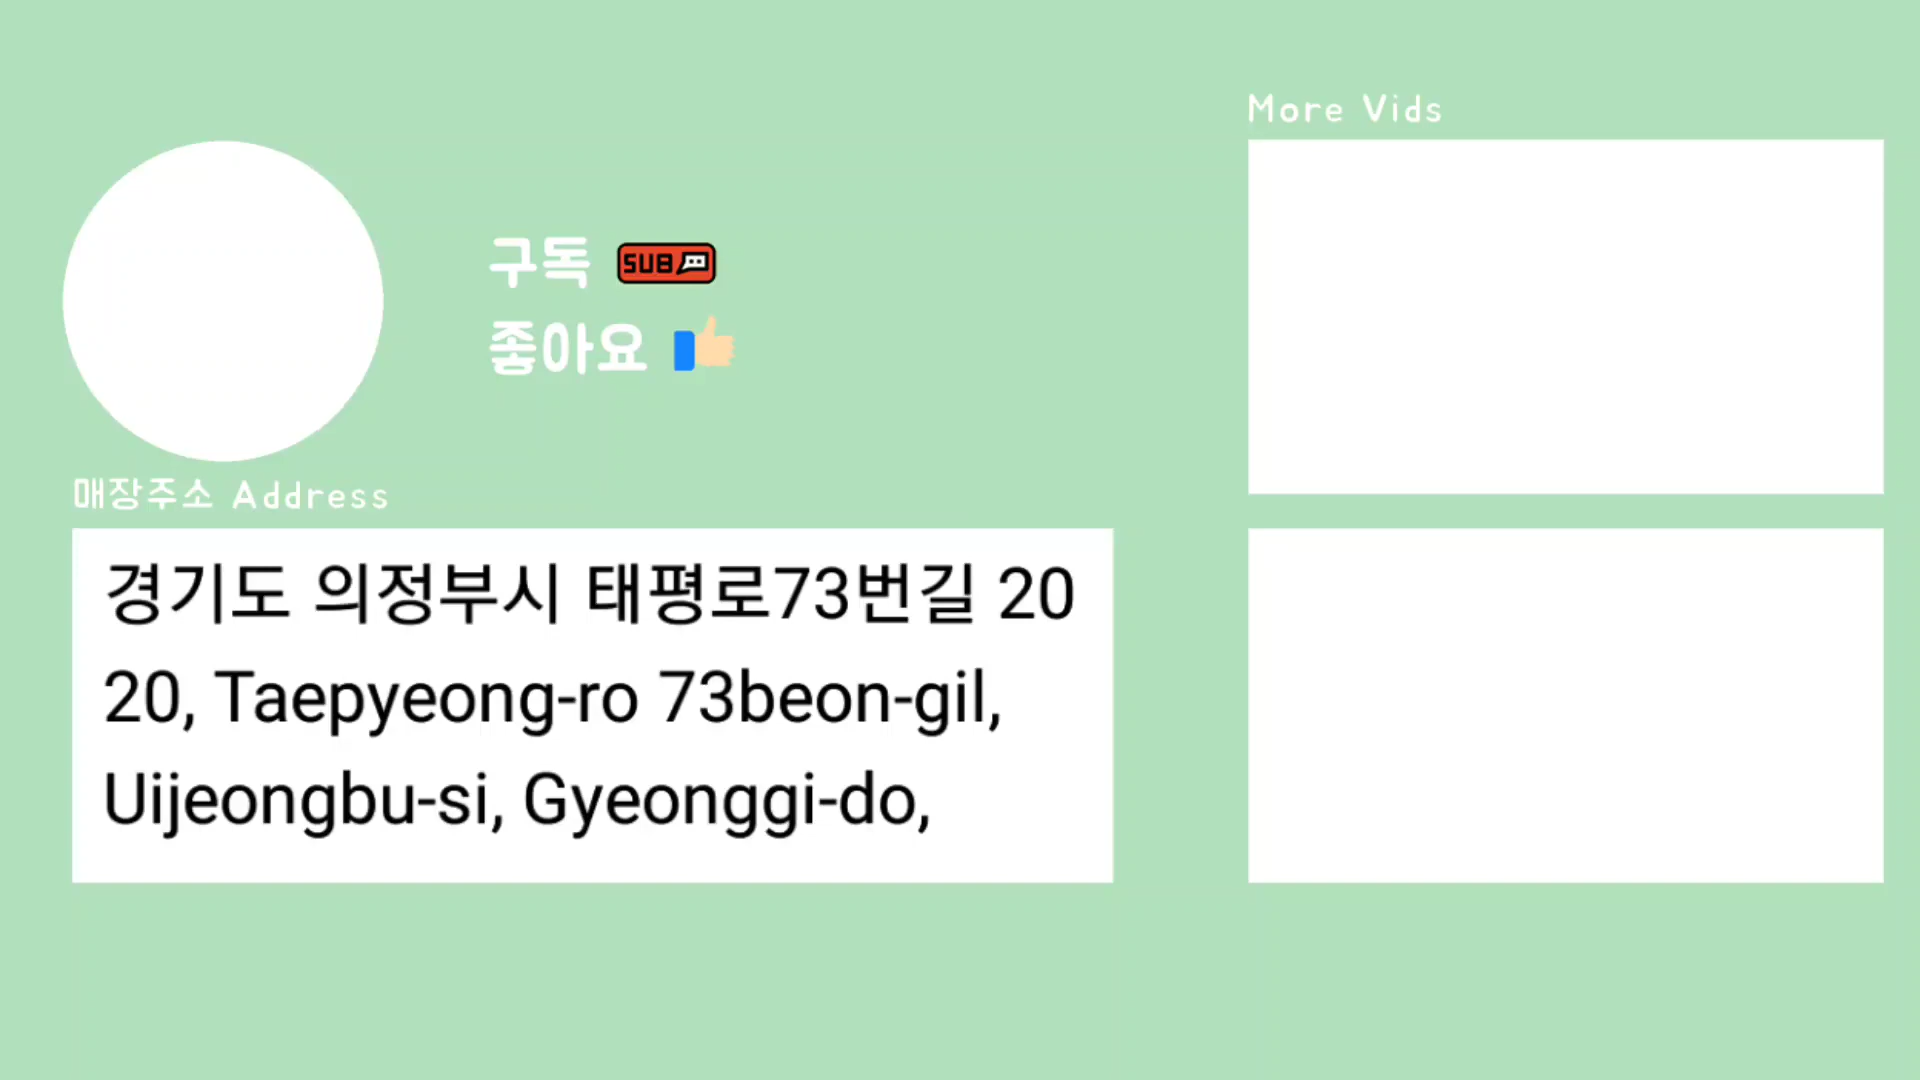 More Vids
구독 SUB
좋아요
매장주소 Address
경기도 의정부시 태평로73번길 20
20, Taepyeong-ro 73beon-gil,
Uijeongbu-si, Gyeonggi-do,